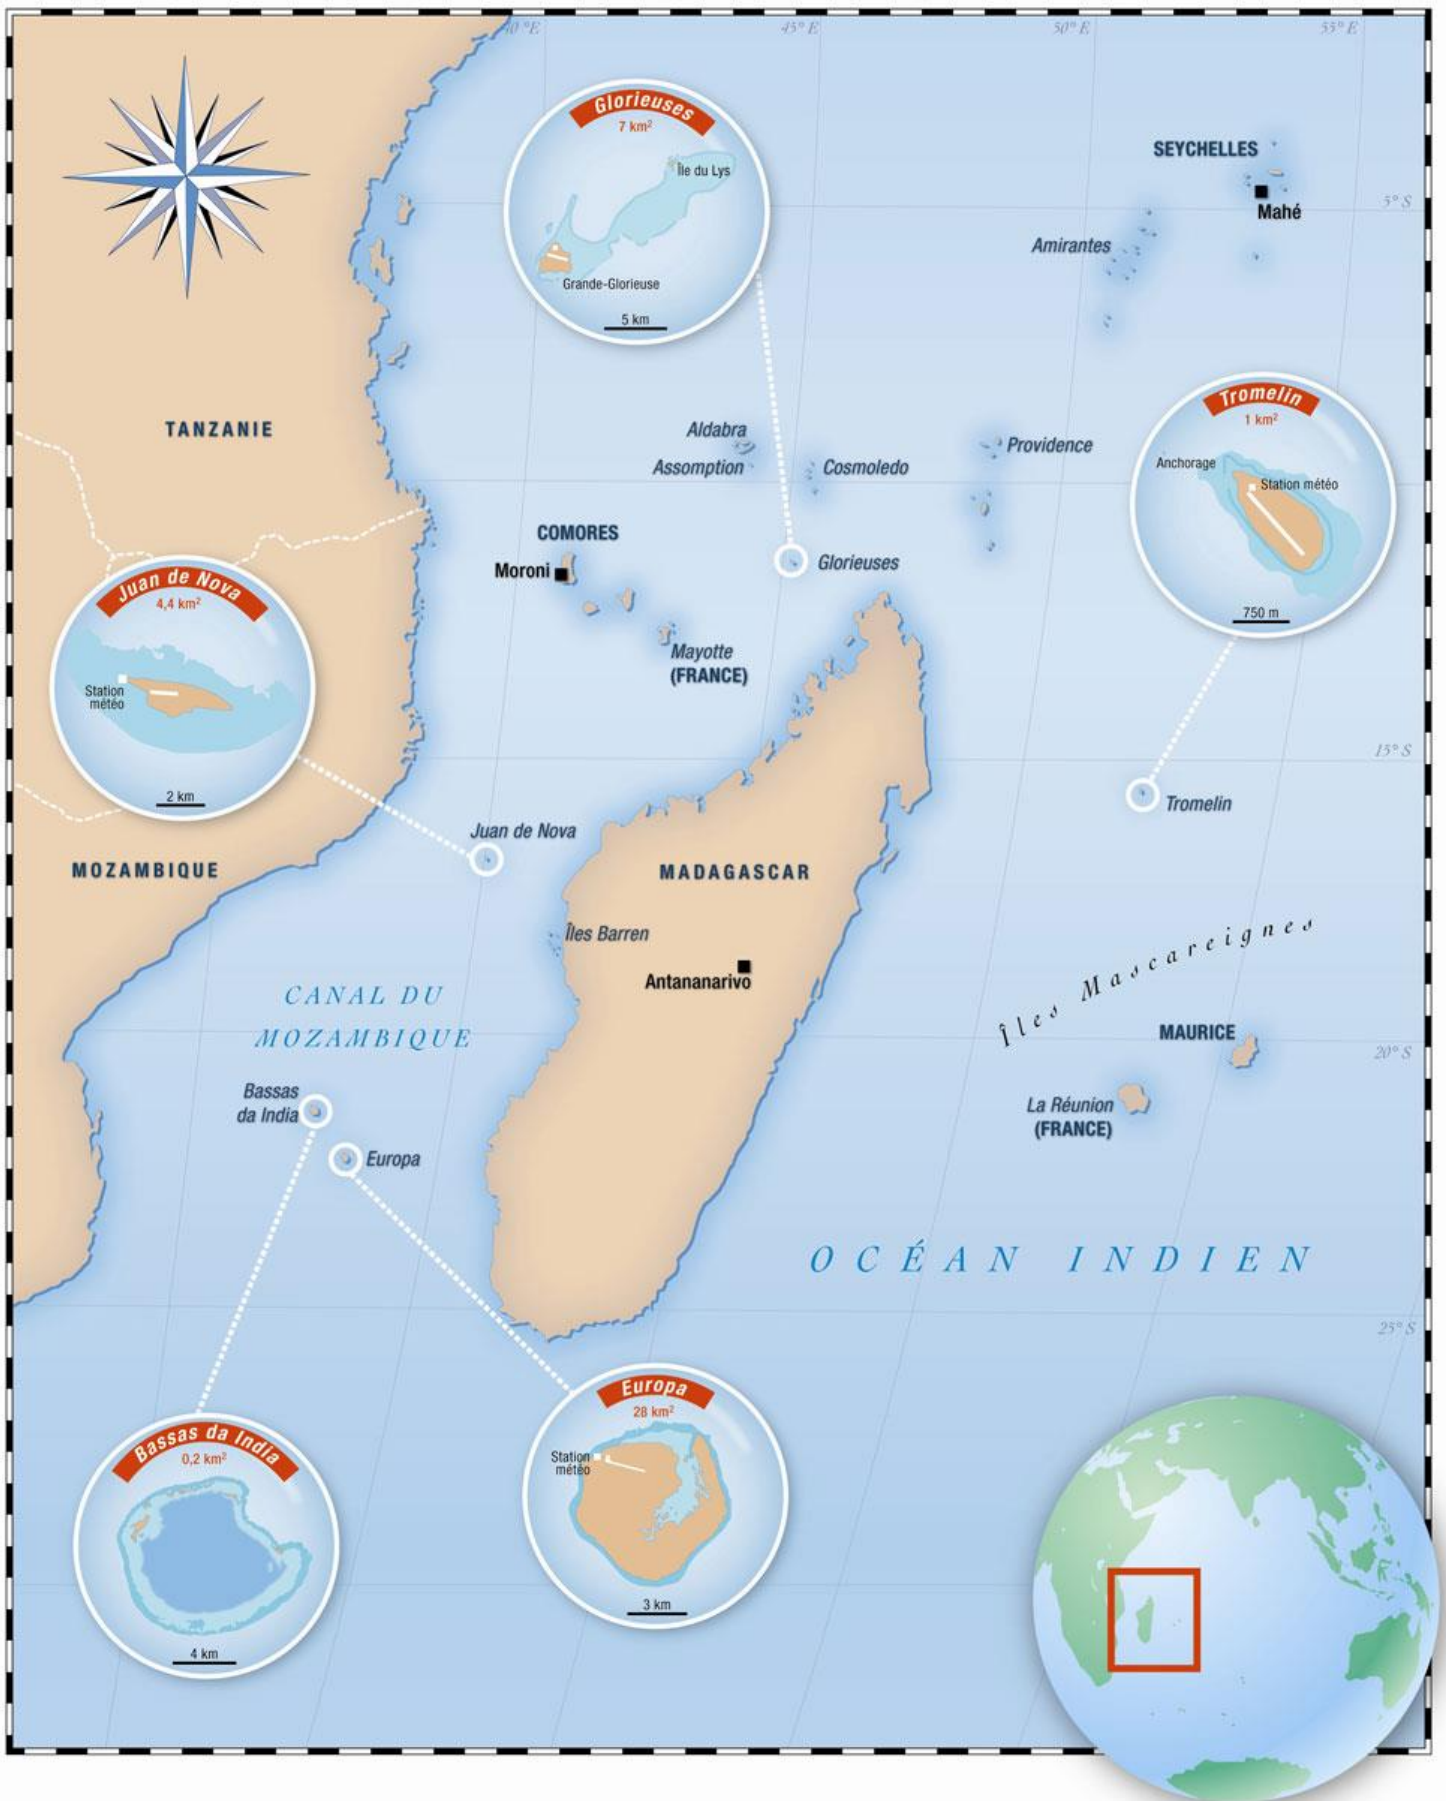 40°E
45°E
50°E
55°E
Glorieuses
7 km²
Île du Lys
Grande-Glorieuse
5 km
SEYCHELLES
Mahé
5° S
Amirantes
TANZANIE
Aldabra
Assomption
Cosmoledo
Providence
Tromelin
1 km²
Anchorage
Station météo
750 m
COMORES
Moroni
Glorieuses
Mayotte
(FRANCE)
Juan de Nova
4,4 km²
Station
météo
2 km
15° S
Tromelin
Juan de Nova
MOZAMBIQUE
MADAGASCAR
Îles Barren
Antananarivo
Îles Mascareignes
CANAL DU
MOZAMBIQUE
MAURICE
20° S
Bassas
da India
La Réunion
(FRANCE)
Europa
OCÉAN INDIEN
25° S
Europa
28 km²
Station
météo
3 km
Bassas da India
0,2 km²
4 km